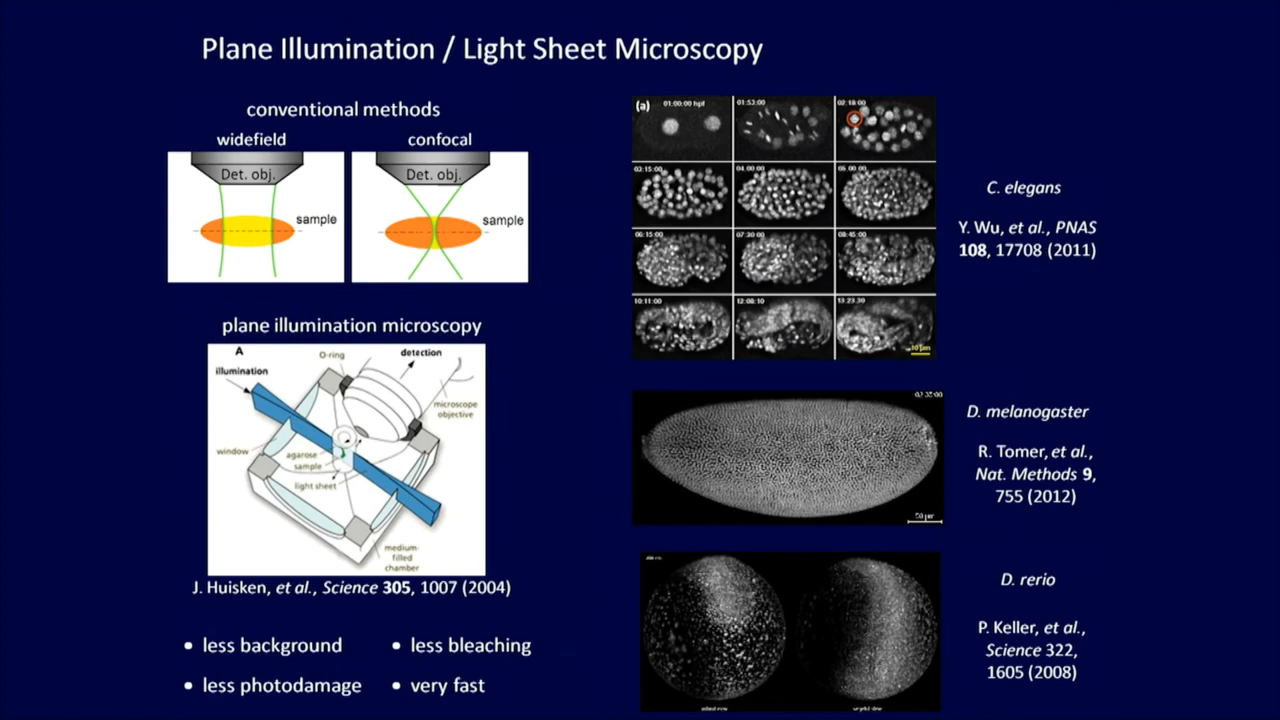 Plane Illumination / Light Sheet Microscopy
conventional methods
widefield
confocal
Det. obj.
sample
Det. obj.
sample
plane illumination microscopy
A
O-ring
detection
illumination
microscope
objective
window
agarose
sample
light sheet
medium-
filled
chamber
J. Huisken, et al., Science 305, 1007 (2004)
• less background
• less bleaching
• less photodamage
• very fast
(a)
01:00:00 hpf
01:53:00
02:18:00
03:15:00
04:00:00
05:00:00
06:15:00
07:30:00
08:45:00
10:11:00
12:08:10
13:23:30
10 µm
C. elegans
Y. Wu, et al., PNAS
108, 17708 (2011)
50 µm
D. melanogaster
R. Tomer, et al.,
Nat. Methods 9,
755 (2012)
D. rerio
P. Keller, et al.,
Science 322,
1605 (2008)